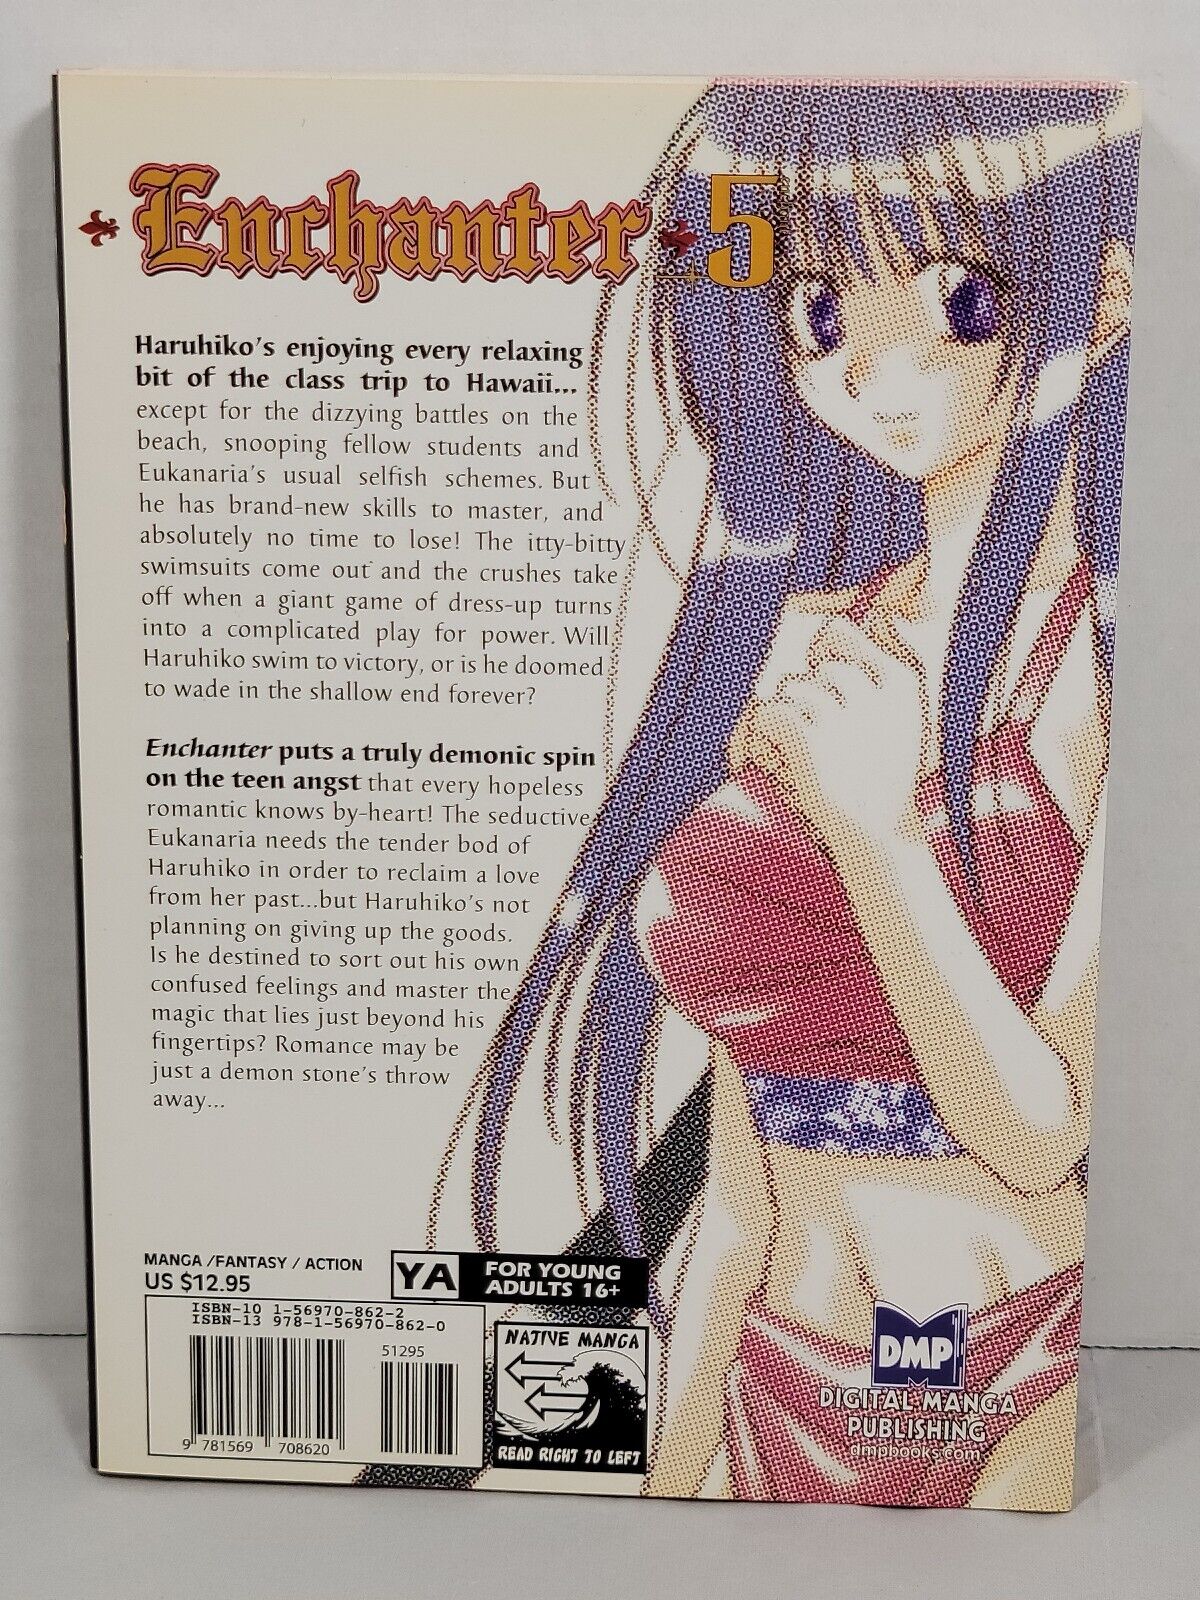 Enchanter 5
Haruhiko's enjoying every relaxing
bit of the class trip to Hawaii...
except for the dizzying battles on the
beach, snooping fellow students and
Eukanaria's usual selfish schemes. But
he has brand-new skills to master, and
absolutely no time to lose! The itty-bitty
swimsuits come out and the crushes take
off when a giant game of dress-up turns
into a complicated play for power. Will
Haruhiko swim to victory, or is he doomed
to wade in the shallow end forever?
Enchanter puts a truly demonic spin
on the teen angst that every hopeless
romantic knows by-heart! The seductive
Eukanaria needs the tender bod of
Haruhiko in order to reclaim a love
from her past...but Haruhiko's not
planning on giving up the goods.
Is he destined to sort out his own
confused feelings and master the
magic that lies just beyond his
fingertips? Romance may be
just a demon stone's throw
away...
MANGA /FANTASY / ACTION
US $12.95
YA FOR YOUNG
ADULTS 16+
ISBN-10 1-56970-862-2
ISBN-13 978-1-56970-862-0
51295
9 781569 708620
NATIVE MANGA
READ RIGHT TO LEFT
DMP
DIGITAL MANGA
PUBLISHING
dmpbooks.com